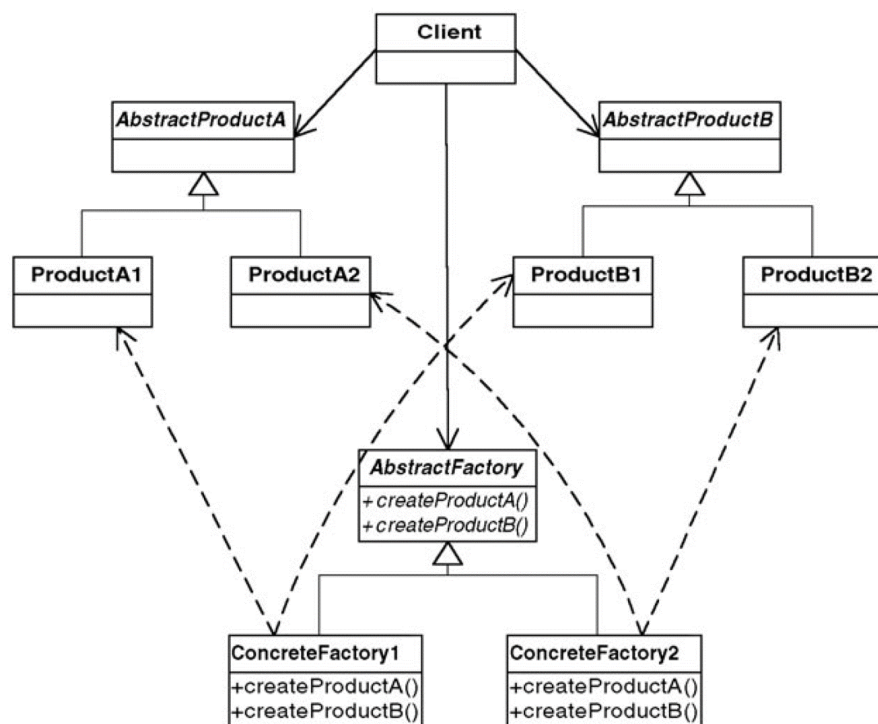 Client
AbstractProductA
AbstractProductB
ProductA1
ProductA2
ProductB1
ProductB2
AbstractFactory
+createProductA()
+createProductB()
ConcreteFactory1
+createProductA()
+createProductB()
ConcreteFactory2
+createProductA()
+createProductB()